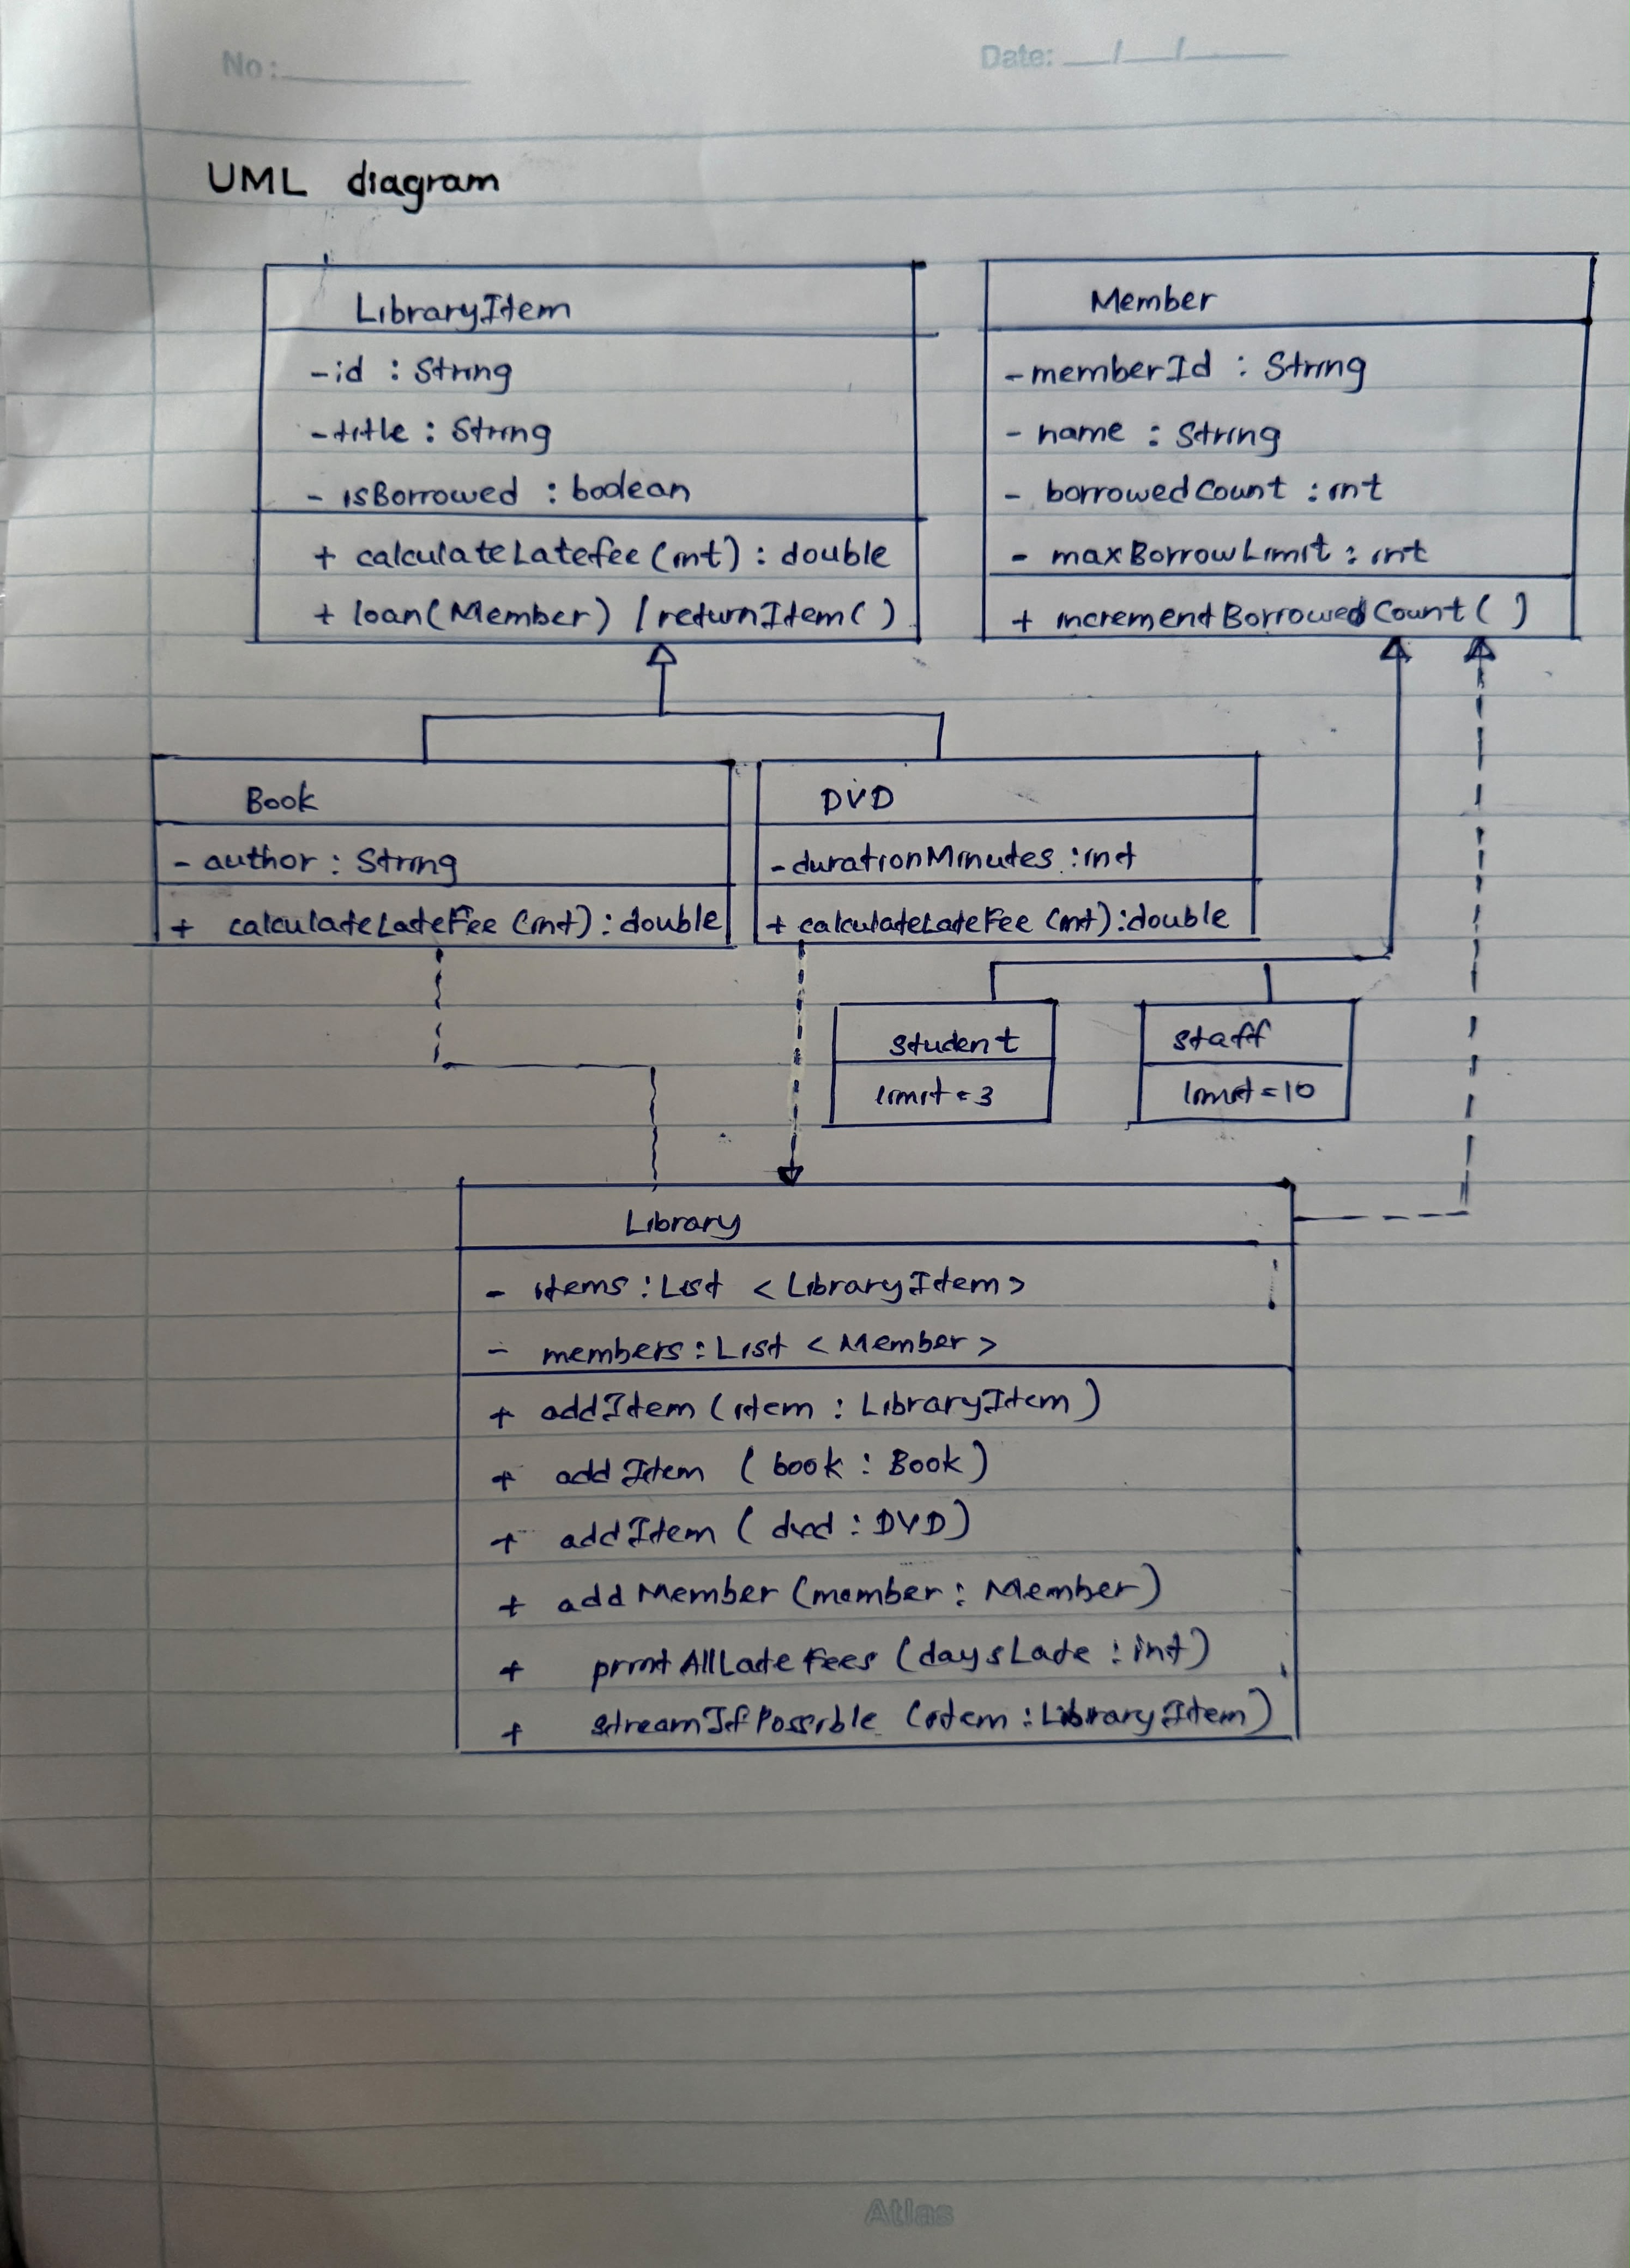 No:
Date: __/__/____
UML diagram
LibraryItem
- id : String
- title : String
- isBorrowed : boolean
+ calculateLatefee (int) : double
+ loan(Member) / returnItem( )
Member
- memberId : String
- name : String
- borrowedCount : int
- maxBorrowLimit : int
+ incrementBorrowedCount( )
Book
- author : String
+ calculateLateFee (int) : double
DVD
- durationMinutes : int
+ calculateLateFee (int) : double
student
limit = 3
staff
limit = 10
Library
- items : List < LibraryItem >
- members : List < Member >
+ addItem (item : LibraryItem )
+ addItem ( book : Book )
+ addItem ( dvd : DVD )
+ addMember (member : Member)
+ printAllLateFees (daysLate : int)
+ streamIfPossible (item : LibraryItem)
Atlas